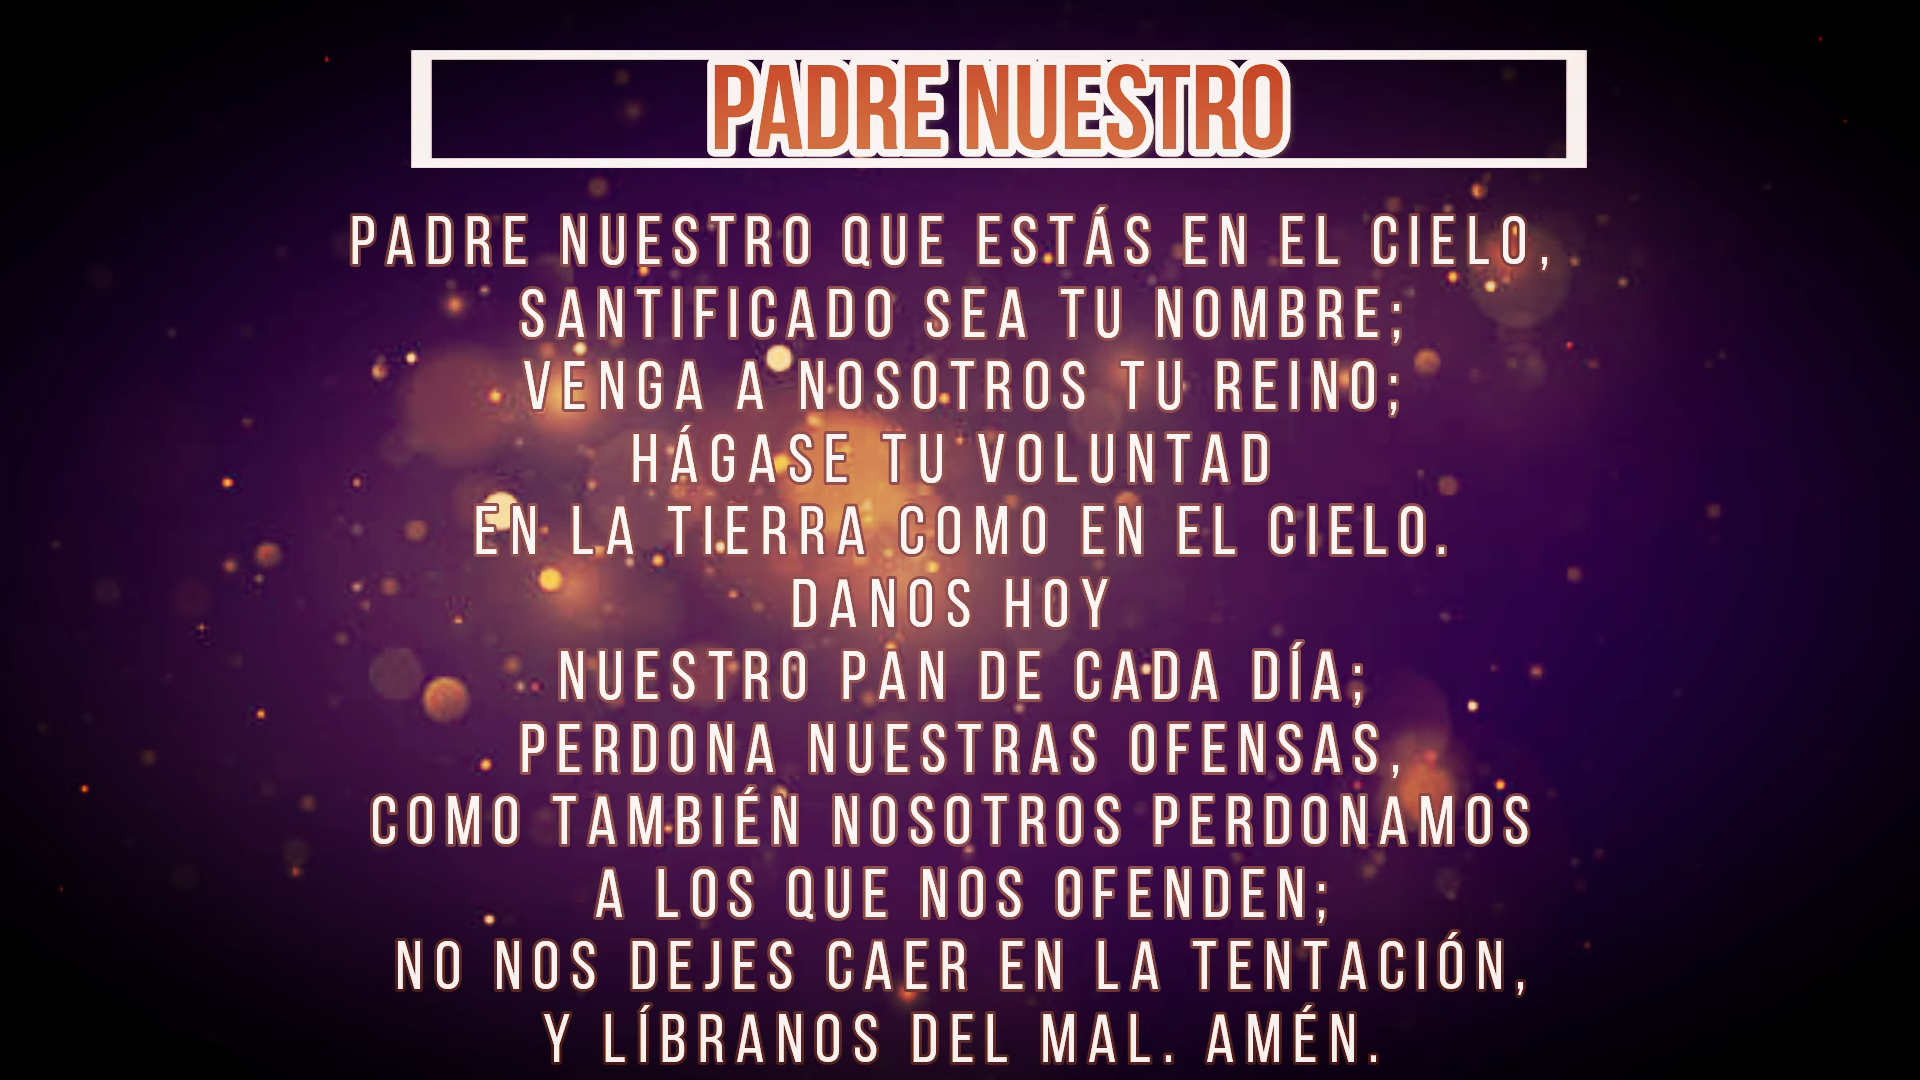 PADRE NUESTRO
PADRE NUESTRO QUE ESTÁS EN EL CIELO,
SANTIFICADO SEA TU NOMBRE;
VENGA A NOSOTROS TU REINO;
HÁGASE TU VOLUNTAD
EN LA TIERRA COMO EN EL CIELO.
DANOS HOY
NUESTRO PAN DE CADA DÍA;
PERDONA NUESTRAS OFENSAS,
COMO TAMBIÉN NOSOTROS PERDONAMOS
A LOS QUE NOS OFENDEN;
NO NOS DEJES CAER EN LA TENTACIÓN,
Y LÍBRANOS DEL MAL. AMÉN.